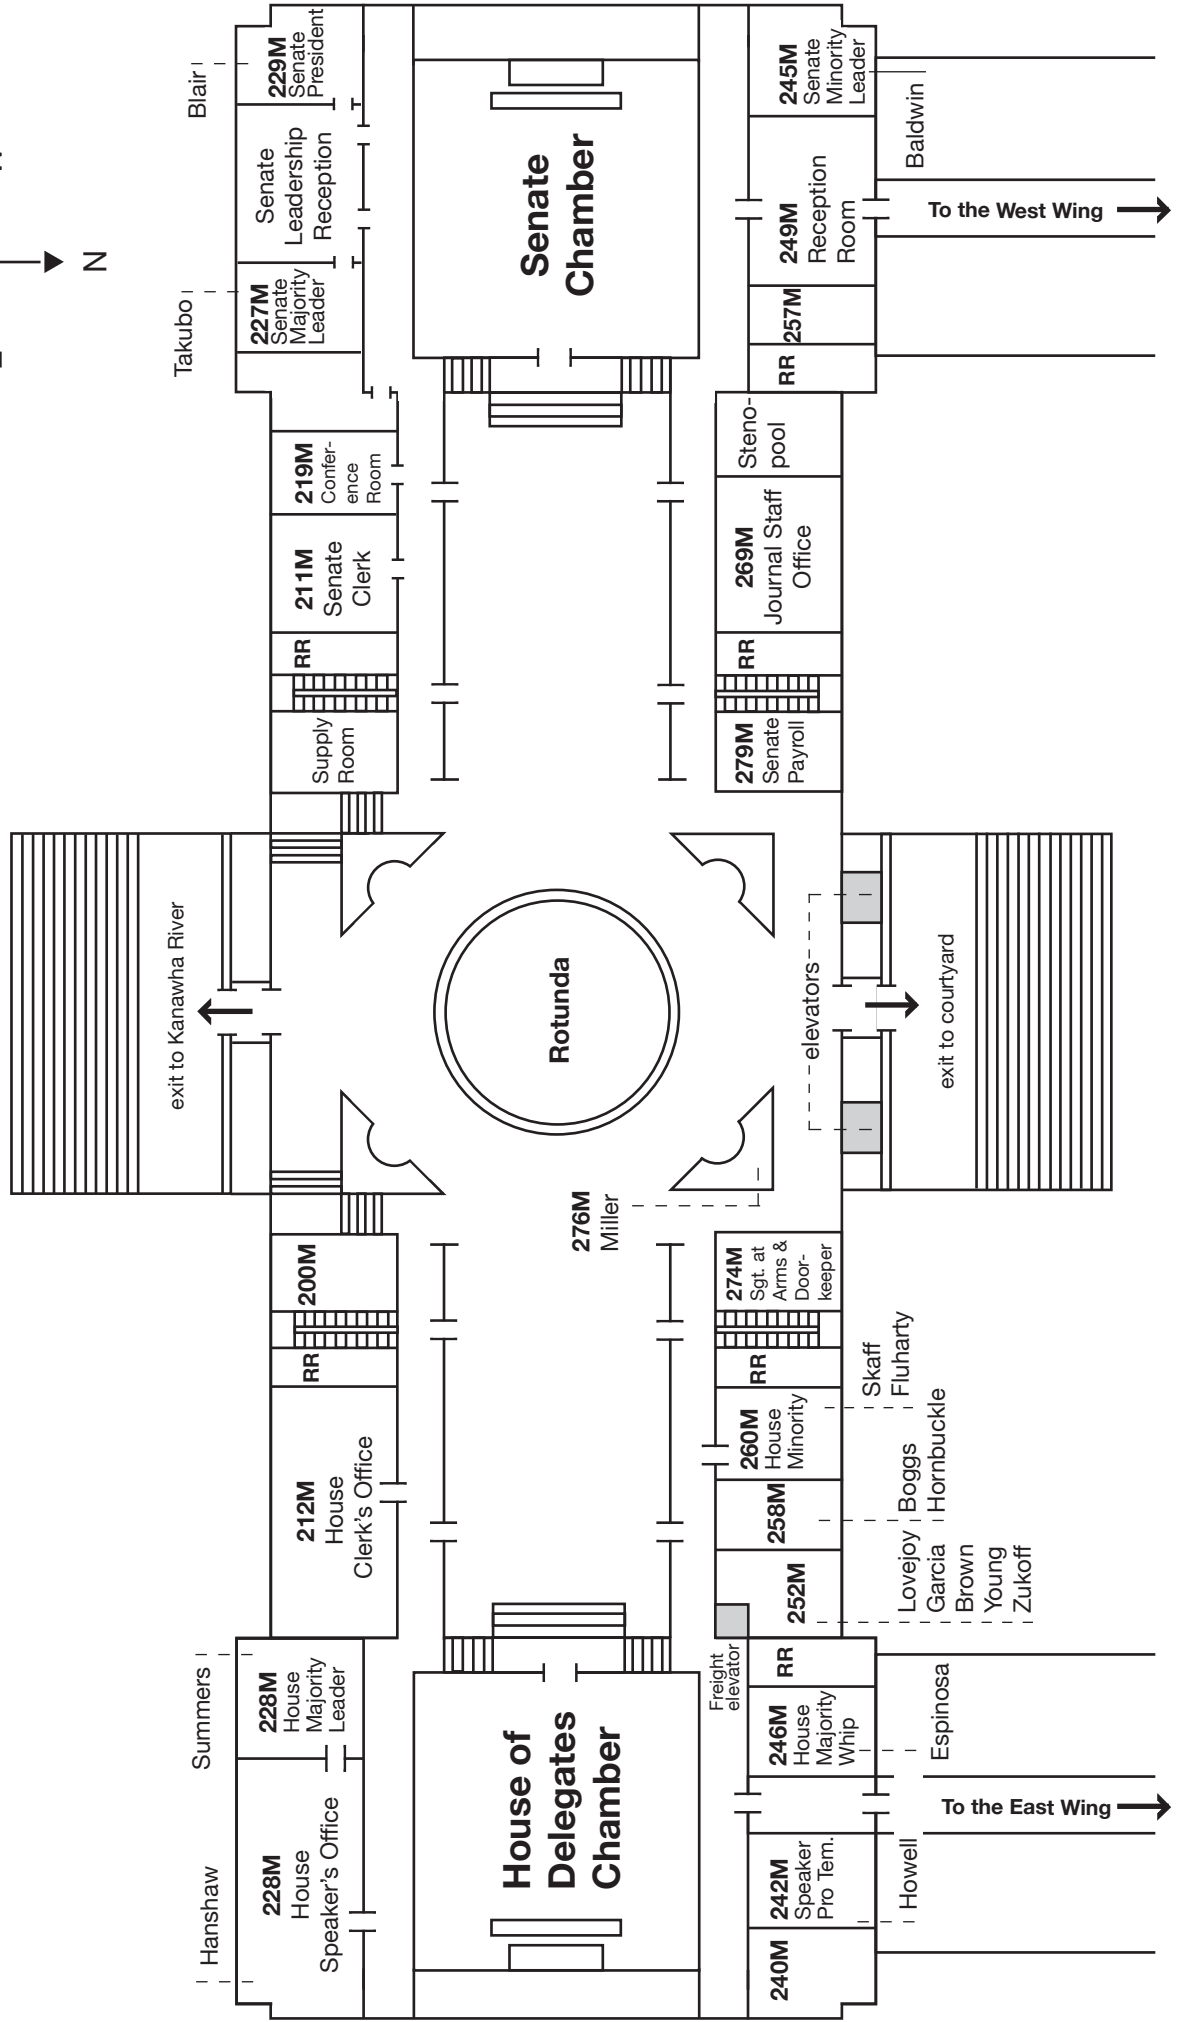 N
Blair
229M
Senate
President
Senate
Leadership
Reception
Takubo
227M
Senate
Majority
Leader
219M
Confer-
ence
Room
211M
Senate
Clerk
RR
Supply
Room
Senate
Chamber
245M
Senate
Minority
Leader
Baldwin
249M
Reception
Room
To the West Wing
257M
RR
Steno-
pool
269M
Journal Staff
Office
RR
279M
Senate
Payroll
exit to Kanawha River
Rotunda
elevators
exit to courtyard
276M
Miller
200M
RR
212M
House
Clerk's Office
274M
Sgt. at
Arms &
Door-
keeper
RR
260M
House
Minority
Skaff
Fluharty
258M
Boggs
Hornbuckle
252M
Lovejoy
Garcia
Brown
Young
Zukoff
Freight
elevator
Summers
228M
House
Majority
Leader
Hanshaw
228M
House
Speaker's Office
House of
Delegates
Chamber
RR
246M
House
Majority
Whip
Espinosa
To the East Wing
242M
Speaker
Pro Tem.
Howell
240M